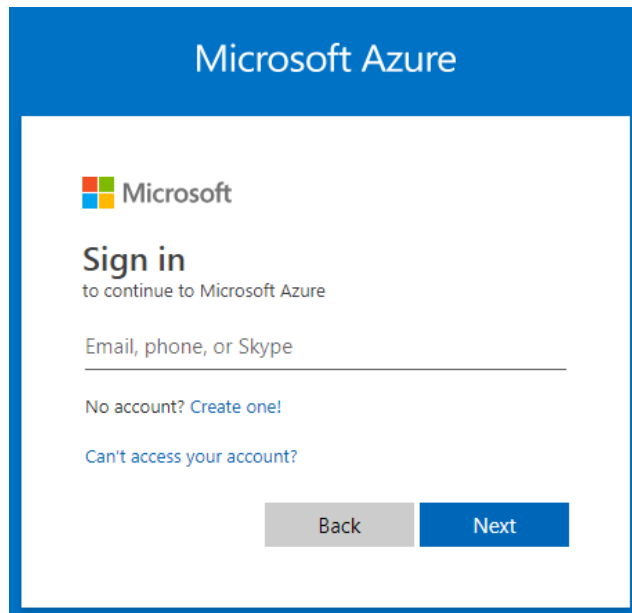 Microsoft Azure
Microsoft
Sign in
to continue to Microsoft Azure
Email, phone, or Skype
No account? Create one!
Can't access your account?
Back Next